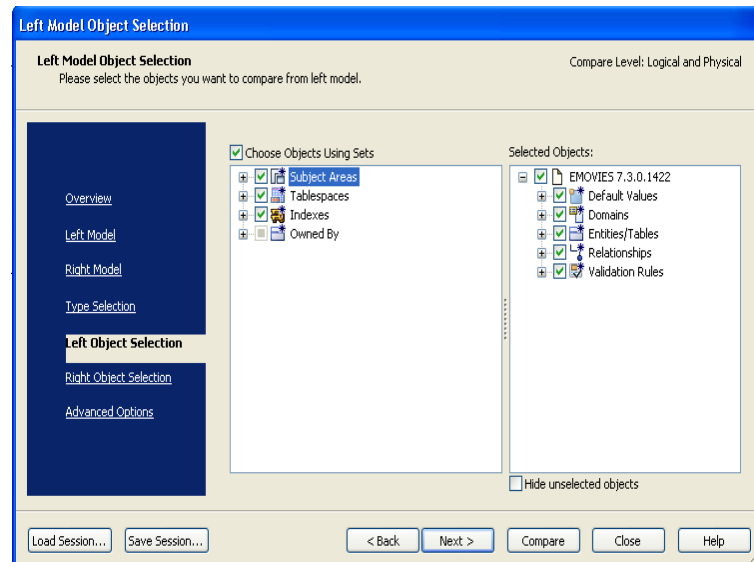 Left Model Object Selection
Left Model Object Selection
Please select the objects you want to compare from left model.
Compare Level: Logical and Physical
Overview
Left Model
Right Model
Type Selection
Left Object Selection
Right Object Selection
Advanced Options
Choose Objects Using Sets
Subject Areas
Tablespaces
Indexes
Owned By
Selected Objects:
EMOVIES 7.3.0.1422
Default Values
Domains
Entities/Tables
Relationships
Validation Rules
Hide unselected objects
Load Session...
Save Session...
< Back
Next >
Compare
Close
Help